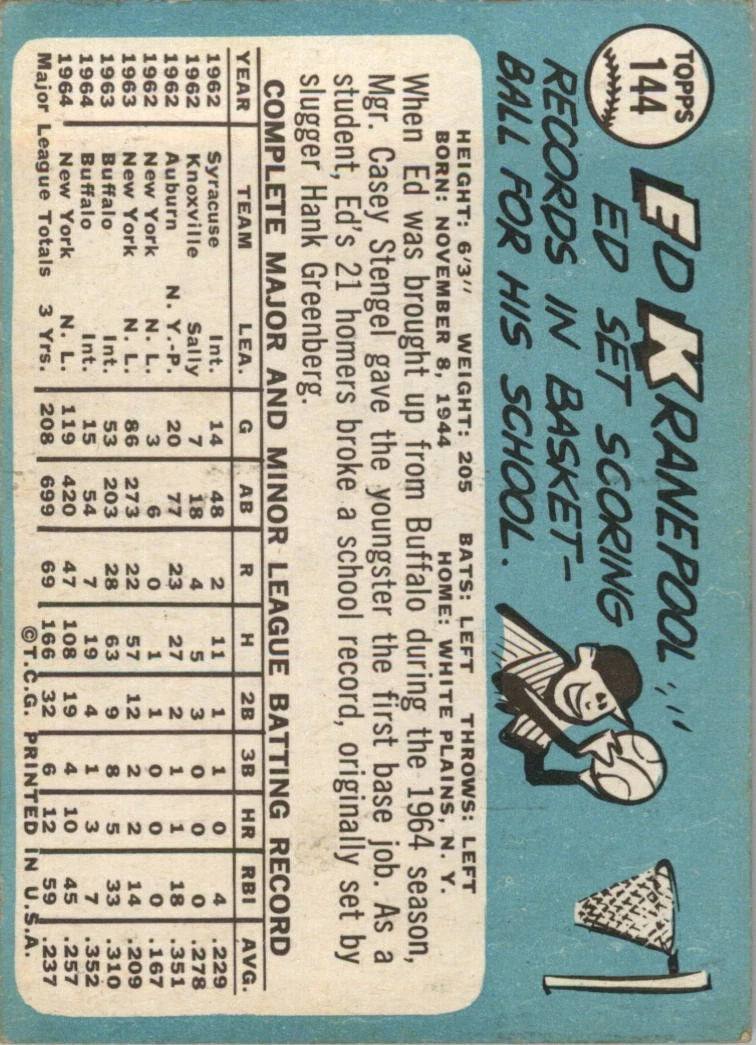 TOPPS
144
ED KRANEPOOL
ED SET SCORING
RECORDS IN BASKET-
BALL FOR HIS SCHOOL.
HEIGHT: 6'3" WEIGHT: 205 BATS: LEFT THROWS: LEFT
BORN: NOVEMBER 8, 1944 HOME: WHITE PLAINS, N. Y.
When Ed was brought up from Buffalo during the 1964 season,
Mgr. Casey Stengel gave the youngster the first base job. As a
student, Ed's 21 homers broke a school record, originally set by
slugger Hank Greenberg.
COMPLETE MAJOR AND MINOR LEAGUE BATTING RECORD
YEAR TEAM LEA. G AB R H 2B 3B HR RBI AVG.
1962 Syracuse Int. 14 48 2 11 1 1 0 4 .229
1962 Knoxville Sally 7 18 4 5 3 0 0 0 .278
1962 Auburn N. Y.-P. 20 77 23 27 2 1 1 18 .351
1962 New York N. L. 3 6 0 1 1 0 0 0 .167
1963 New York N. L. 86 273 22 57 12 2 2 14 .209
1963 Buffalo Int. 53 203 28 63 9 8 5 33 .310
1964 Buffalo Int. 15 54 7 19 4 1 3 7 .352
1964 New York N. L. 119 420 47 108 19 4 10 45 .257
Major League Totals 3 Yrs. 208 699 69 166 32 6 12 59 .237
©T.C.G. PRINTED IN U.S.A.